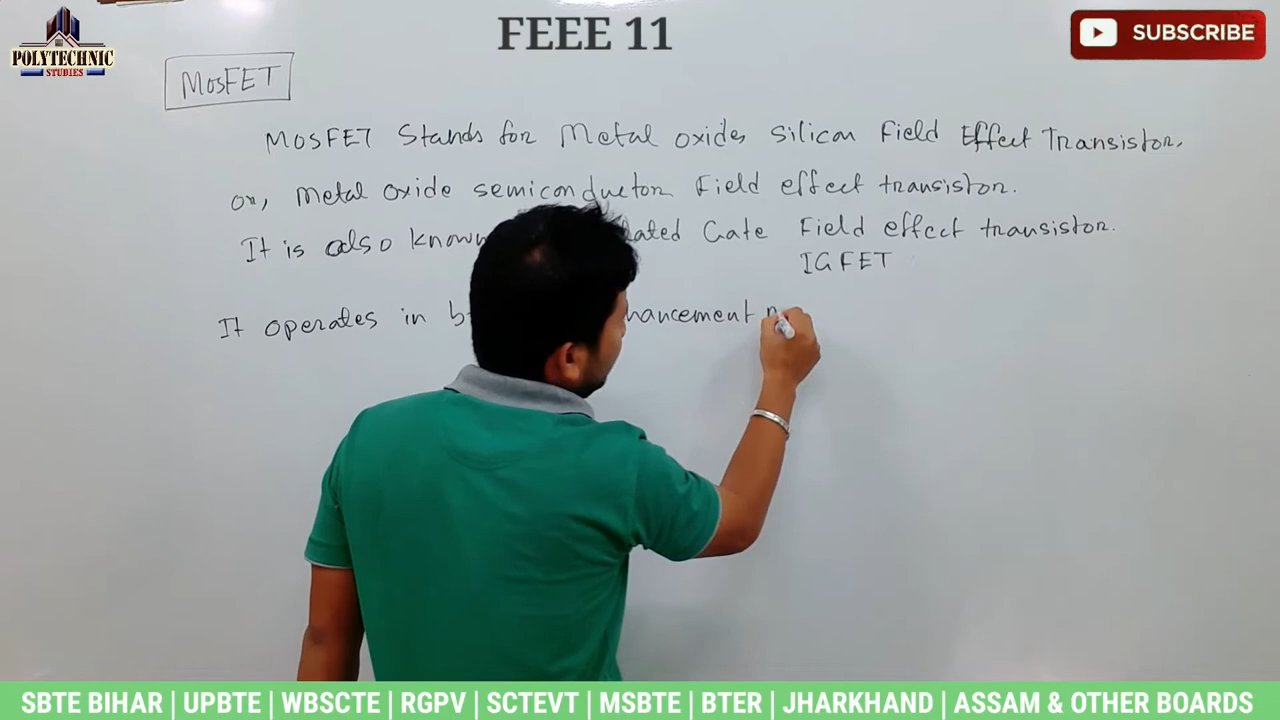 FEEE 11
POLYTECHNIC
STUDIES
SUBSCRIBE
MOSFET
MOSFET Stands for Metal oxides silicon Field Effect Transistor.
or, Metal Oxide semiconductor Field effect transistor.
It is also known Gate Field effect transistor.
IGFET
It operates in
SBTE BIHAR | UPBTE | WBSCTE | RGPV | SCTEVT | MSBTE | BTER | JHARKHAND | ASSAM & OTHER BOARDS